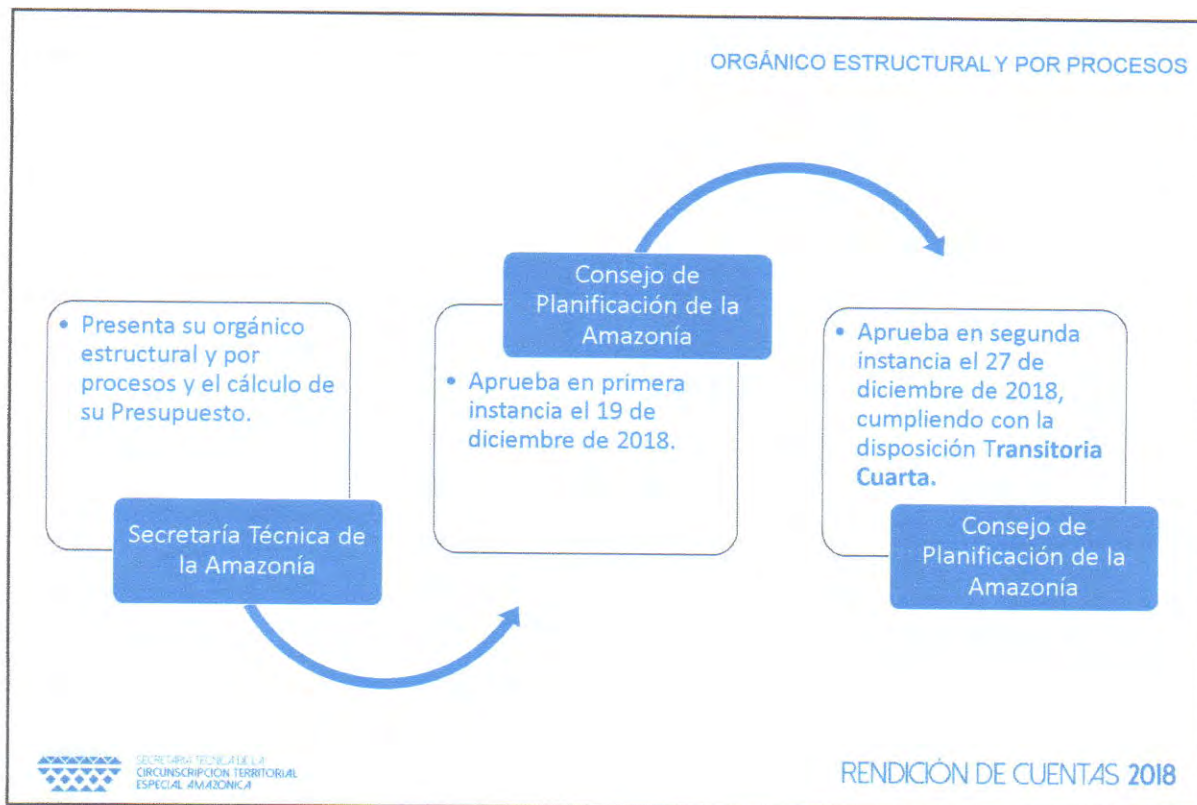 ORGÁNICO ESTRUCTURAL Y POR PROCESOS
• Presenta su orgánico
estructural y por
procesos y el cálculo de
su Presupuesto.
Secretaría Técnica de
la Amazonía
Consejo de
Planificación de la
Amazonía
• Aprueba en primera
instancia el 19 de
diciembre de 2018.
• Aprueba en segunda
instancia el 27 de
diciembre de 2018,
cumpliendo con la
disposición Transitoria
Cuarta.
Consejo de
Planificación de la
Amazonía
SECRETARÍA TÉCNICA DE LA
CIRCUNSCRIPCIÓN TERRITORIAL
ESPECIAL AMAZÓNICA
RENDICIÓN DE CUENTAS 2018